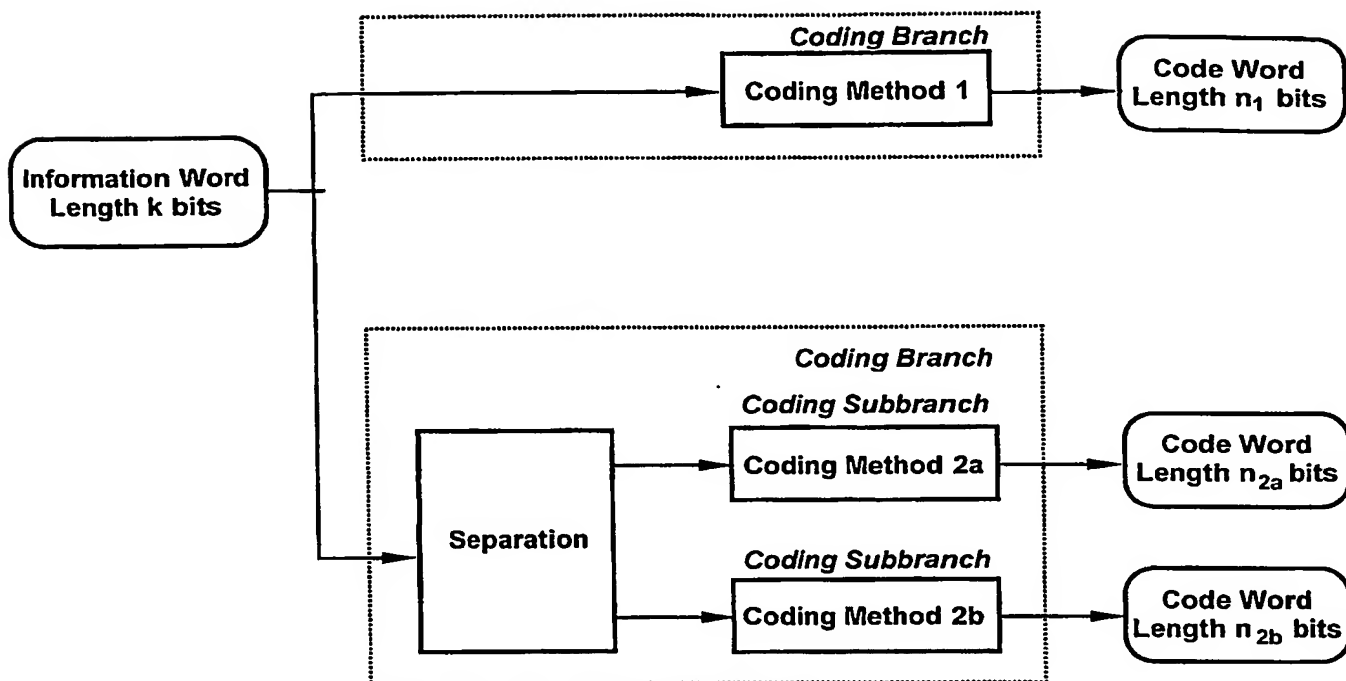 Coding Branch
Coding Method 1
Code Word
Length n₁ bits
Information Word
Length k bits
Coding Branch
Coding Subbranch
Coding Method 2a
Code Word
Length n₂ₐ bits
Separation
Coding Subbranch
Coding Method 2b
Code Word
Length n2b bits